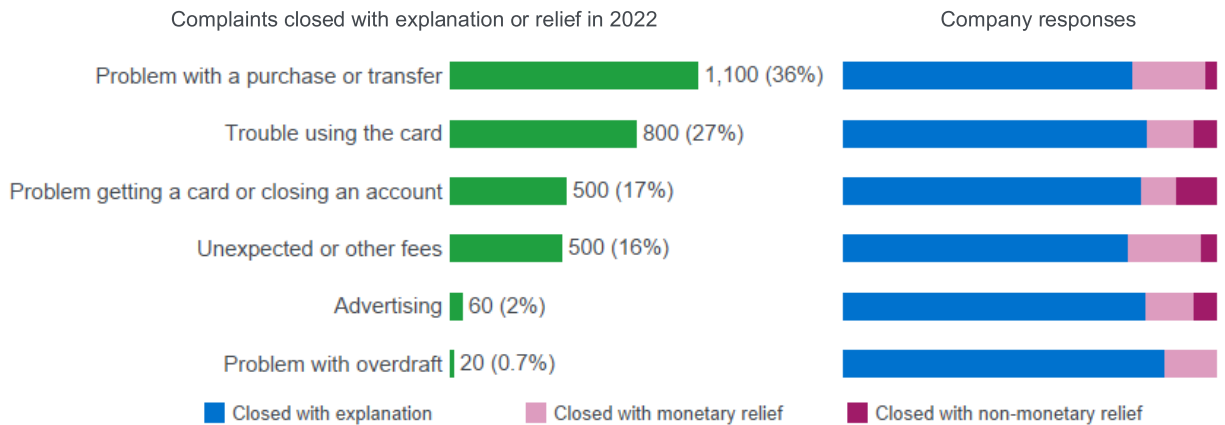 Complaints closed with explanation or relief in 2022
Company responses
Problem with a purchase or transfer 1,100 (36%)
Trouble using the card 800 (27%)
Problem getting a card or closing an account 500 (17%)
Unexpected or other fees 500 (16%)
Advertising 60 (2%)
Problem with overdraft 20 (0.7%)
Closed with explanation Closed with monetary relief Closed with non-monetary relief